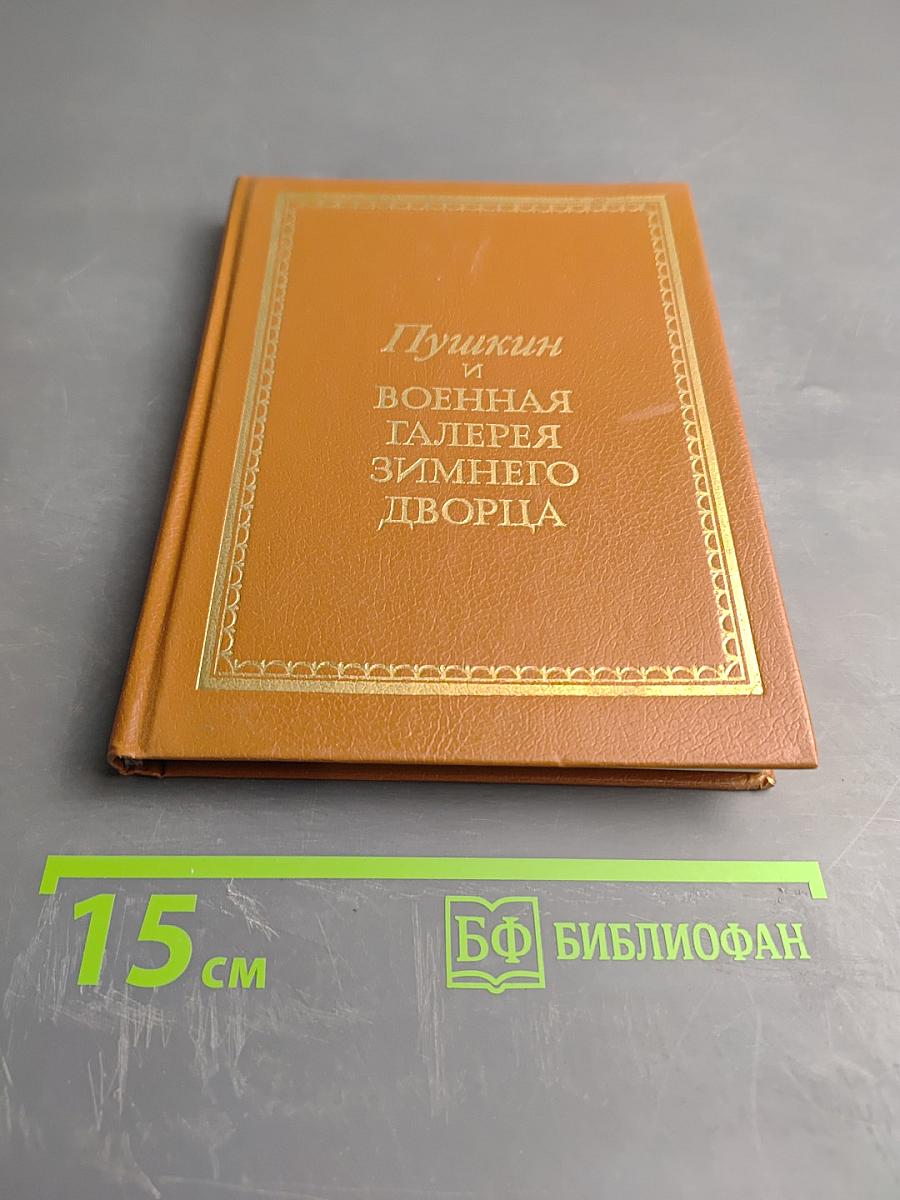 Пушкин
И
ВОЕННАЯ
ГАЛЕРЕЯ
ЗИМНЕГО
ДВОРЦА
15 см
БФ БИБЛИОФАН